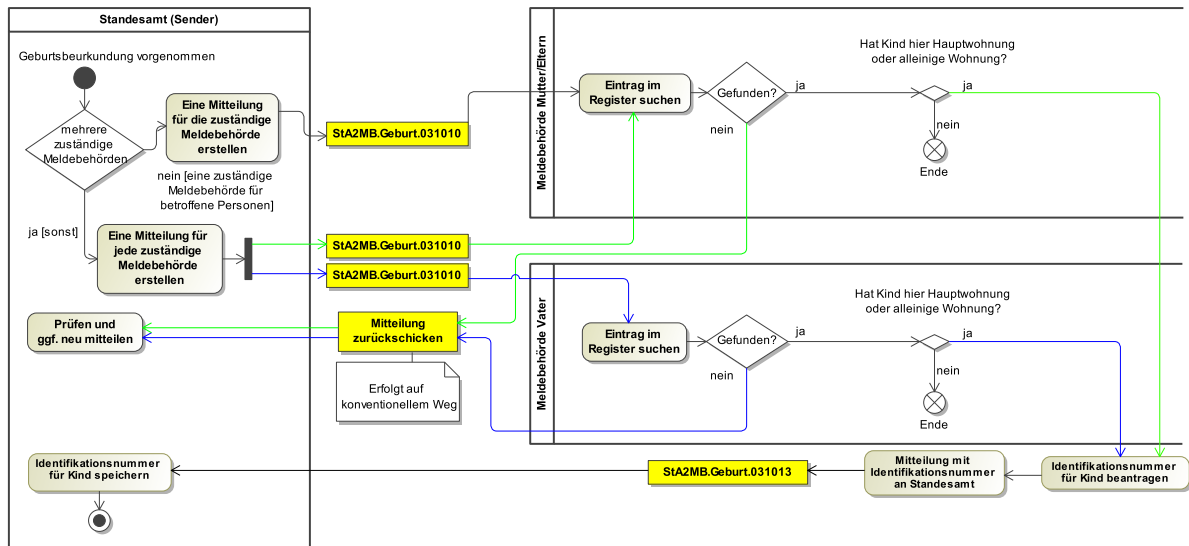 Standesamt (Sender)
Geburtsbeurkundung vorgenommen
mehrere
zuständige
Meldebehörden
Eine Mitteilung
für die zuständige
Meldebehörde
erstellen
nein [eine zuständige
Meldebehörde für
betroffene Personen]
ja [sonst]
Eine Mitteilung für
jede zuständige
Meldebehörde
erstellen
StA2MB.Geburt.031010
StA2MB.Geburt.031010
StA2MB.Geburt.031010
Meldebehörde Mutter/Eltern
Eintrag im
Register suchen
Gefunden?
ja
nein
Hat Kind hier Hauptwohnung
oder alleinige Wohnung?
ja
nein
Ende
Meldebehörde Vater
Eintrag im
Register suchen
Gefunden?
ja
nein
Hat Kind hier Hauptwohnung
oder alleinige Wohnung?
ja
nein
Ende
Prüfen und
ggf. neu mitteilen
Mitteilung
zurückschicken
Erfolgt auf
konventionellem Weg
Identifikationsnummer
für Kind speichern
StA2MB.Geburt.031013
Mitteilung mit
Identifikationsnummer
an Standesamt
Identifikationsnummer
für Kind beantragen